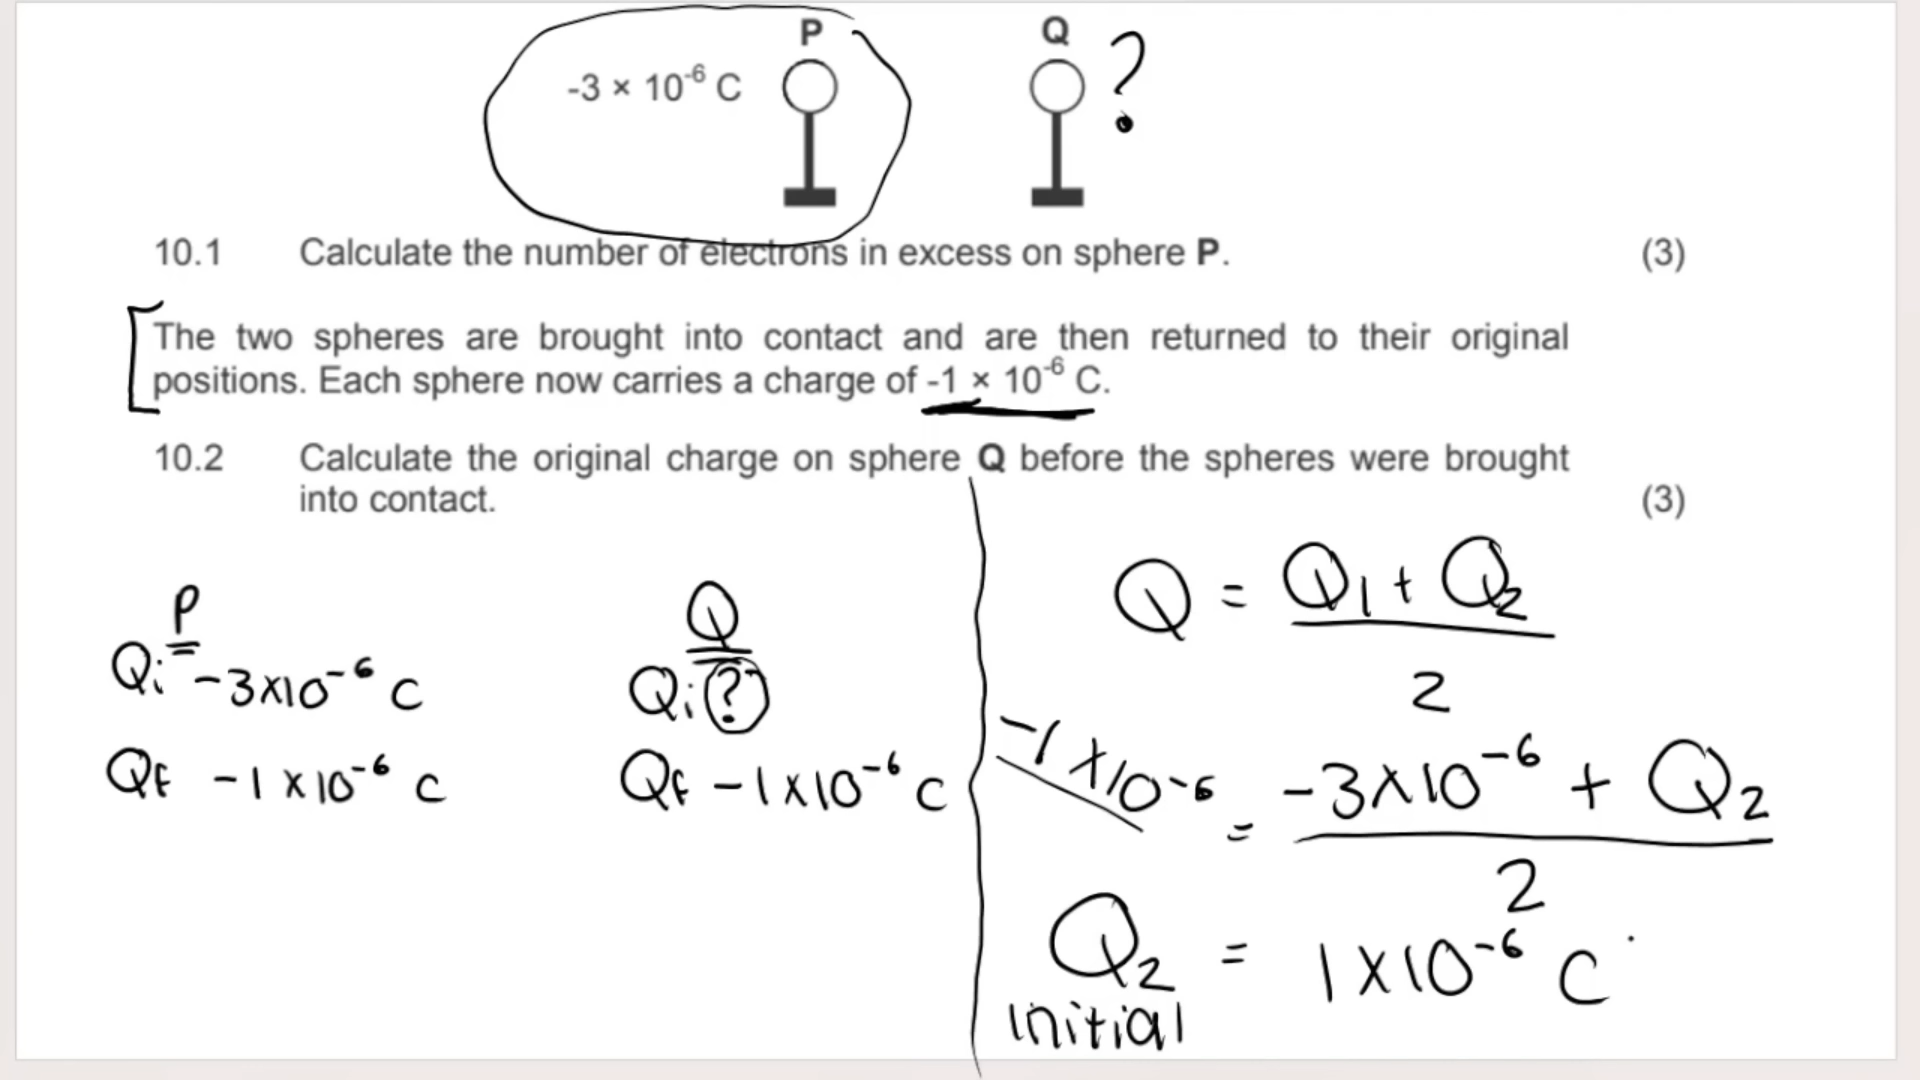 P Q ?
-3 × 10⁻⁶ C
10.1 Calculate the number of electrons in excess on sphere P. (3)
The two spheres are brought into contact and are then returned to their original
positions. Each sphere now carries a charge of -1 × 10⁻⁶ C.
10.2 Calculate the original charge on sphere Q before the spheres were brought
into contact. (3)
P
Qi -3×10⁻⁶ C
Qf -1×10⁻⁶ C
Q
Qi ?
Qf -1×10⁻⁶ C
Q = Q₁ + Q₂
2
-1×10⁻⁶ = -3×10⁻⁶ + Q₂
2
Q₂ = 1×10⁻⁶ C
initial